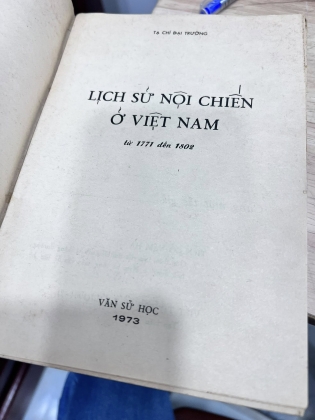 TẠ CHÍ ĐẠI TRƯỜNG
LỊCH SỬ NỘI CHIẾN
Ở VIỆT NAM
từ 1771 đến 1802
VĂN SỬ HỌC
1973